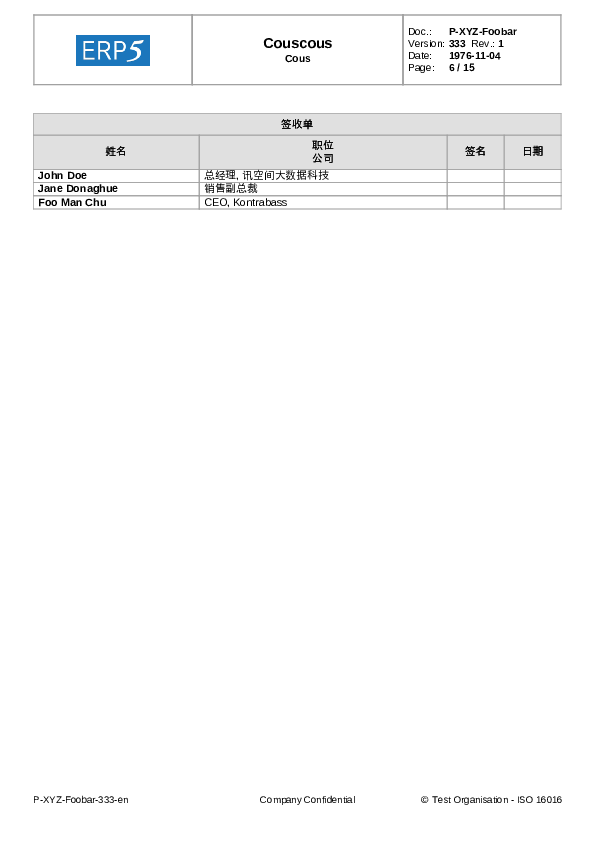 ERP5
Couscous
Cous
Doc.: P-XYZ-Foobar
Version: 333 Rev.: 1
Date: 1976-11-04
Page: 6 / 15
签收单
姓名 职位 公司 签名 日期
John Doe 总经理, 讯空间大数据科技
Jane Donaghue 销售副总裁
Foo Man Chu CEO, Kontrabass
P-XYZ-Foobar-333-en Company Confidential © Test Organisation - ISO 16016